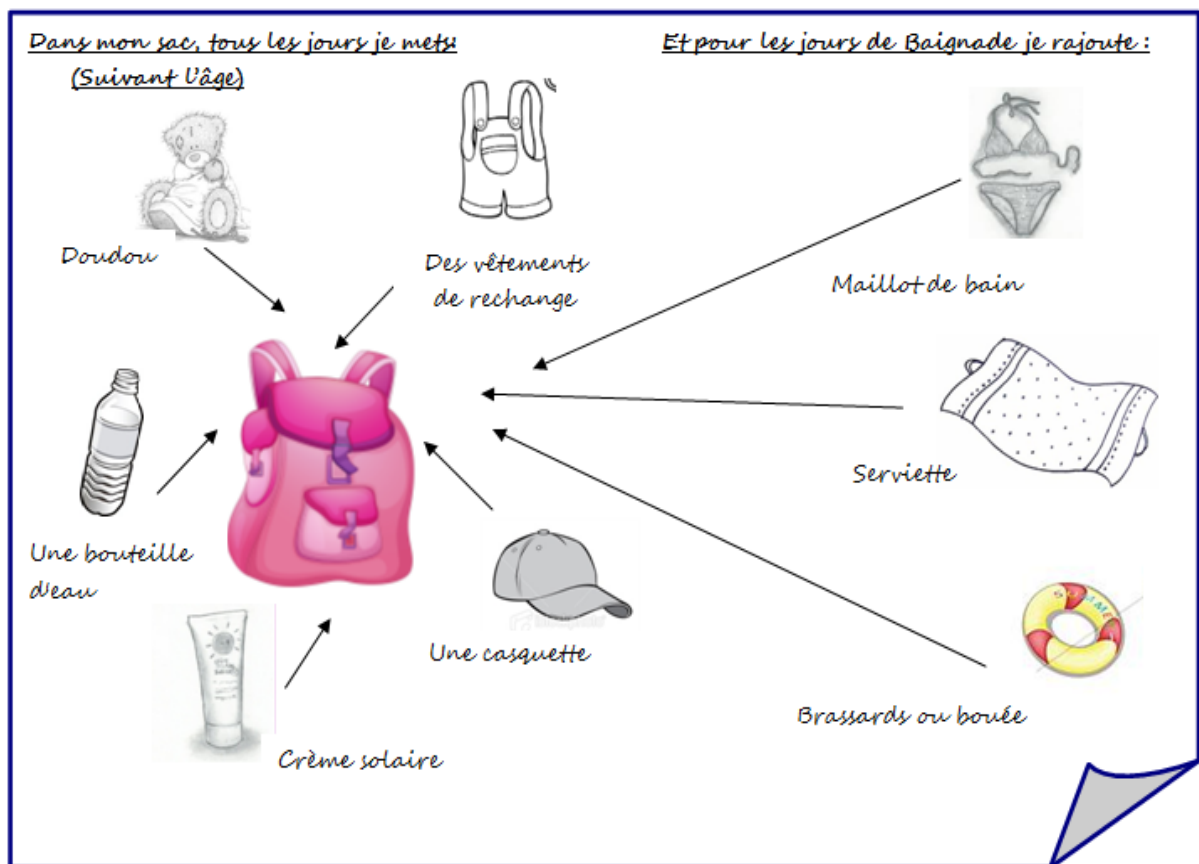 Dans mon sac, tous les jours je mets:
(Suivant l'âge)
Et pour les jours de Baignade je rajoute :
Doudou
Des vêtements
de rechange
Maillot de bain
Serviette
Une bouteille
d'eau
Une casquette
SUMMER
Brassards ou bouée
Crème solaire